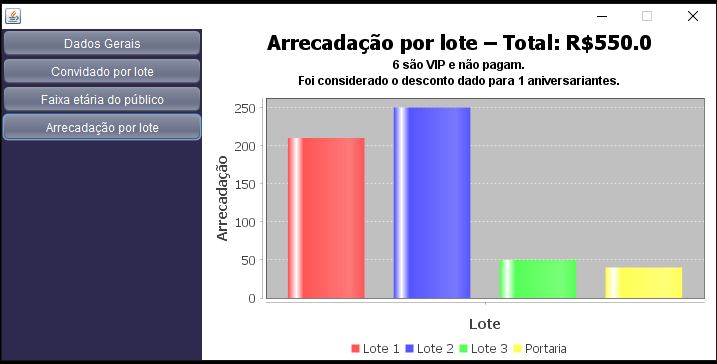 Dados Gerais
Convidado por lote
Faixa etária do público
Arrecadação por lote
Arrecadação por lote – Total: R$550.0
6 são VIP e não pagam.
Foi considerado o desconto dado para 1 aniversariantes.
Arrecadação
250
200
150
100
50
0
Lote
Lote 1 Lote 2 Lote 3 Portaria